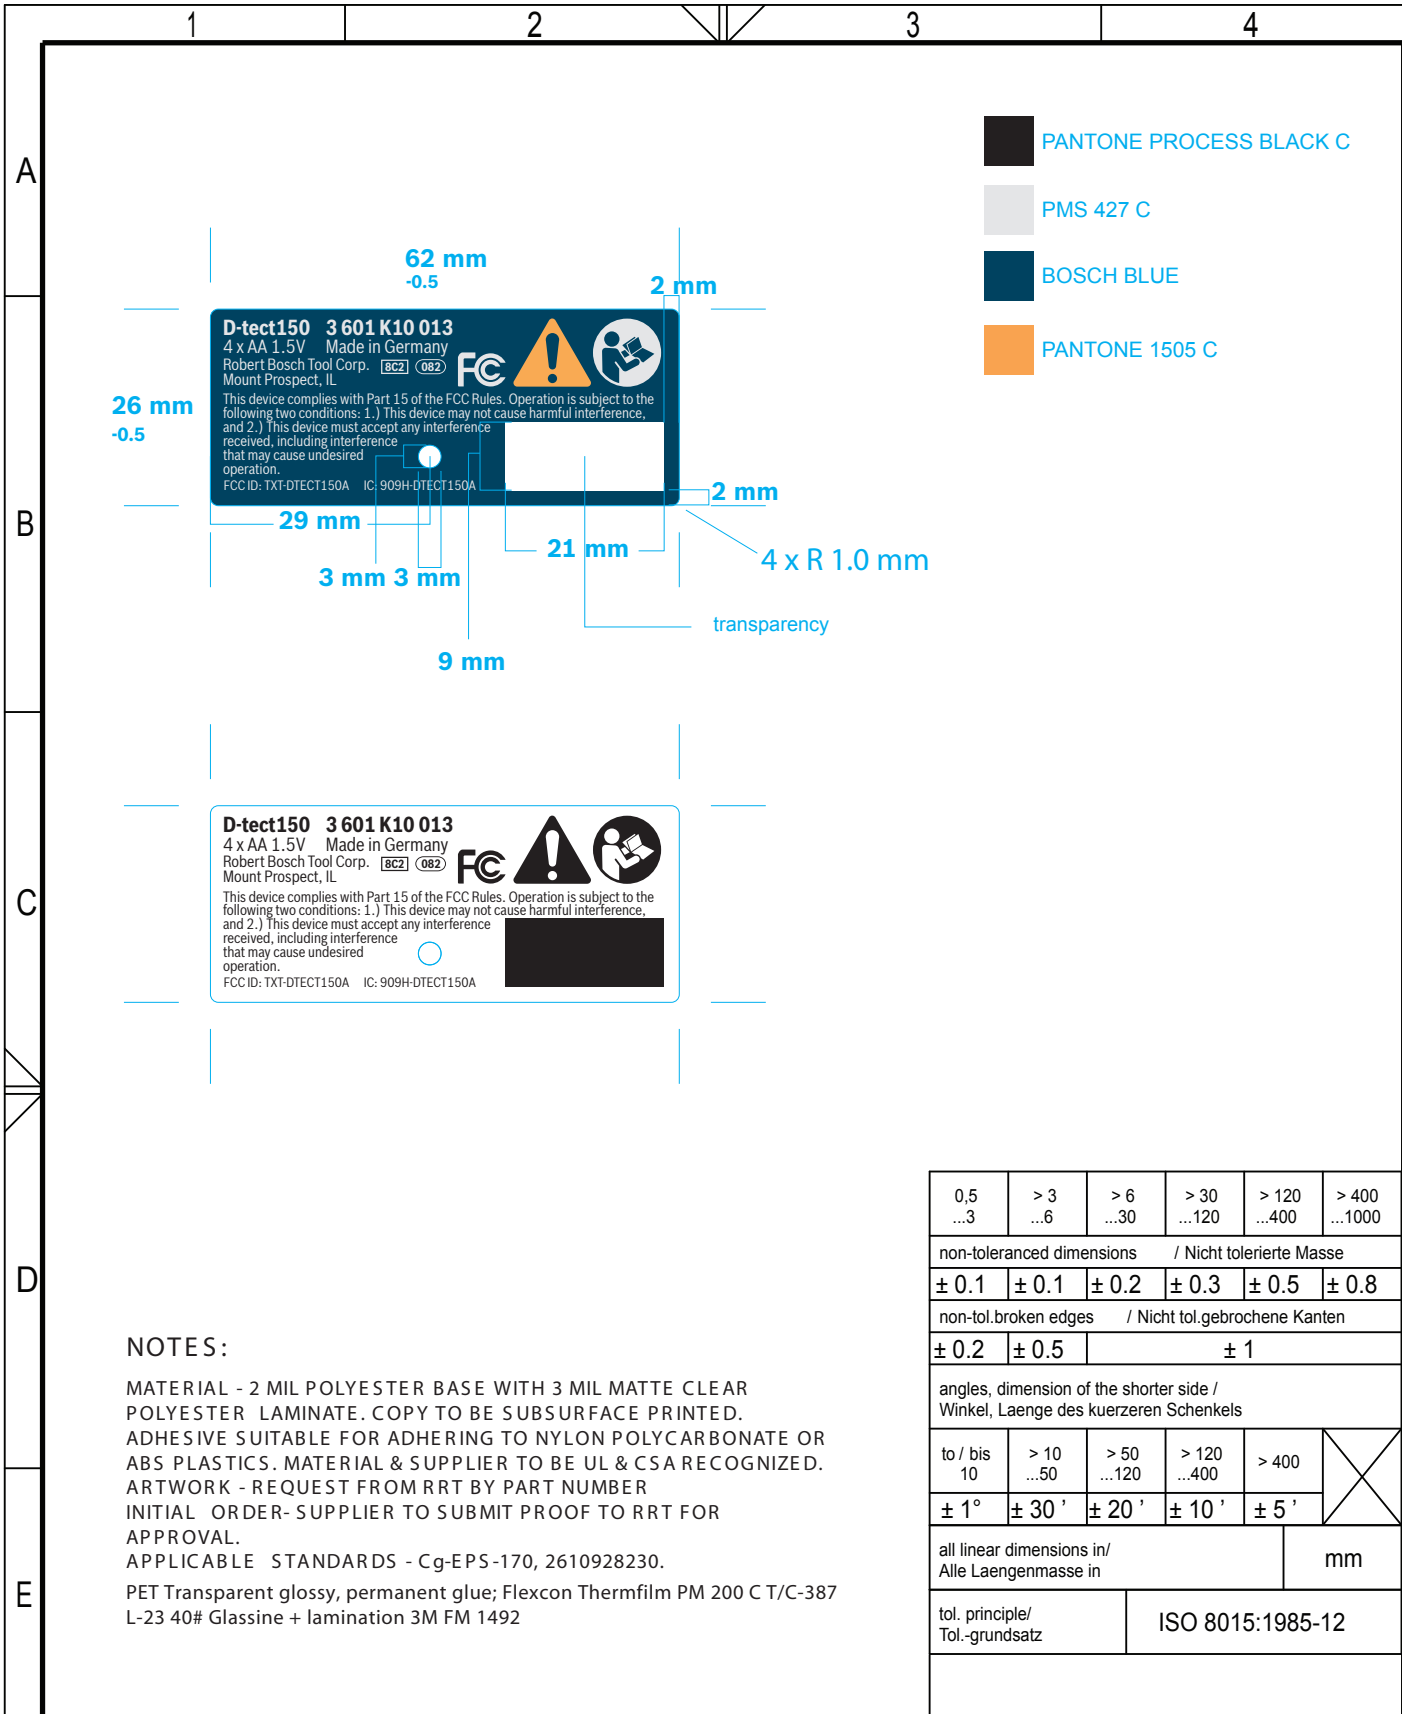 1 2 3 4
A
B
C
D
E
PANTONE PROCESS BLACK C
PMS 427 C
BOSCH BLUE
PANTONE 1505 C
62 mm
-0.5
2 mm
26 mm
-0.5
D-tect150 3 601 K10 013
4 x AA 1.5V Made in Germany
Robert Bosch Tool Corp. 8C2 082
Mount Prospect, IL
FC
This device complies with Part 15 of the FCC Rules. Operation is subject to the
following two conditions: 1.) This device may not cause harmful interference,
and 2.) This device must accept any interference
received, including interference
that may cause undesired
operation.
FCC ID: TXT-DTECT150A IC: 909H-DTECT150A
2 mm
29 mm
21 mm
4 x R 1.0 mm
3 mm 3 mm
transparency
9 mm
D-tect150 3 601 K10 013
4 x AA 1.5V Made in Germany
Robert Bosch Tool Corp. 8C2 082
Mount Prospect, IL
FC
This device complies with Part 15 of the FCC Rules. Operation is subject to the
following two conditions: 1.) This device may not cause harmful interference,
and 2.) This device must accept any interference
received, including interference
that may cause undesired
operation.
FCC ID: TXT-DTECT150A IC: 909H-DTECT150A
NOTES:
MATERIAL - 2 MIL POLYESTER BASE WITH 3 MIL MATTE CLEAR
POLYESTER LAMINATE. COPY TO BE SUBSURFACE PRINTED.
ADHESIVE SUITABLE FOR ADHERING TO NYLON POLYCARBONATE OR
ABS PLASTICS. MATERIAL & SUPPLIER TO BE UL & CSA RECOGNIZED.
ARTWORK - REQUEST FROM RRT BY PART NUMBER
INITIAL ORDER- SUPPLIER TO SUBMIT PROOF TO RRT FOR
APPROVAL.
APPLICABLE STANDARDS - Cg-EPS-170, 2610928230.
PET Transparent glossy, permanent glue; Flexcon Thermfilm PM 200 C T/C-387
L-23 40# Glassine + lamination 3M FM 1492
0,5 > 3 > 6 > 30 > 120 > 400
...3 ...6 ...30 ...120 ...400 ...1000
non-toleranced dimensions / Nicht tolerierte Masse
± 0.1 ± 0.1 ± 0.2 ± 0.3 ± 0.5 ± 0.8
non-tol.broken edges / Nicht tol.gebrochene Kanten
± 0.2 ± 0.5 ± 1
angles, dimension of the shorter side /
Winkel, Laenge des kuerzeren Schenkels
to / bis > 10 > 50 > 120 > 400
10 ...50 ...120 ...400
± 1° ± 30 ' ± 20 ' ± 10 ' ± 5 '
all linear dimensions in/
Alle Laengenmasse in
mm
tol. principle/
Tol.-grundsatz
ISO 8015:1985-12